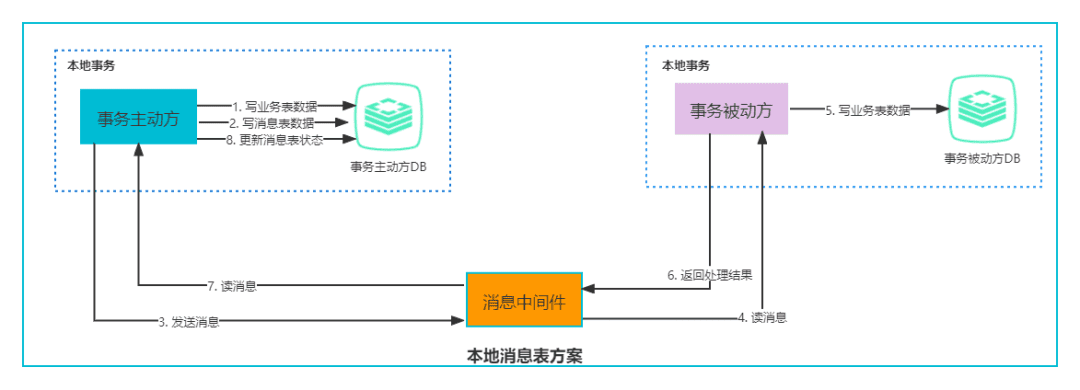 本地事务
事务主动方
1. 写业务表数据
2. 写消息表数据
8. 更新消息表状态
事务主动方DB
本地事务
事务被动方
5. 写业务表数据
事务被动方DB
6. 返回处理结果
7. 读消息
消息中间件
3. 发送消息
4. 读消息
本地消息表方案